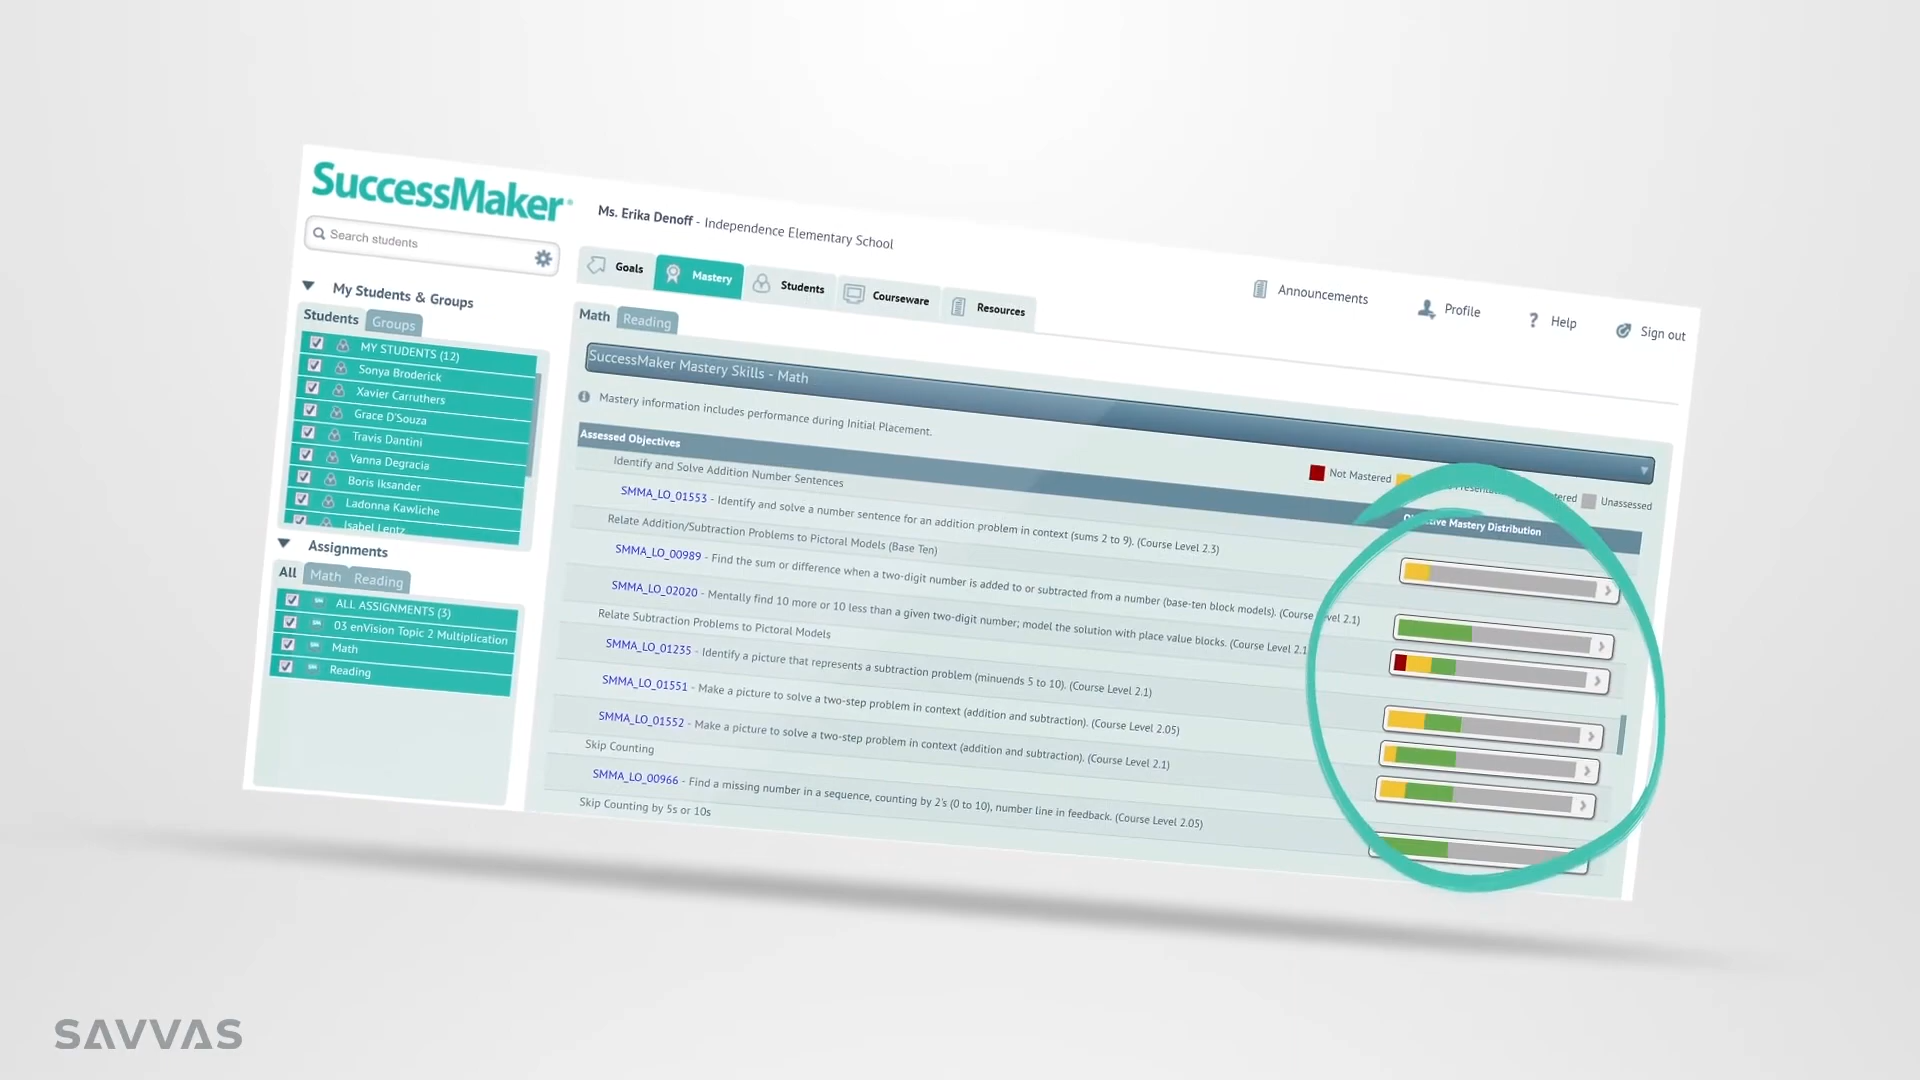 SuccessMaker
Ms. Erika Denoff - Independence Elementary School
Search students
Announcements
Profile
Help
Sign out
Goals
Mastery
Students
Courseware
Resources
My Students & Groups
Students
Groups
MY STUDENTS (12)
Sonya Broderick
Xavier Carruthers
Grace D'Souza
Travis Dantini
Vanna Degracia
Boris Iksander
Ladonna Kawliche
Isabel Lentz
Assignments
All
Math
Reading
ALL ASSIGNMENTS (3)
03 enVision Topic 2 Multiplication
Math
Reading
Math
Reading
SuccessMaker Mastery Skills - Math
Mastery information includes performance during Initial Placement.
Not Mastered
Unassessed
Assessed Objectives
Mastery Distribution
Identify and Solve Addition Number Sentences
SMMA_LO_01553 - Identify and solve a number sentence for an addition problem in context (sums 2 to 9). (Course Level 2.3)
Relate Addition/Subtraction Problems to Pictoral Models (Base Ten)
SMMA_LO_00989 - Find the sum or difference when a two-digit number is added to or subtracted from a number (base-ten block models). (Course vel 2.1)
SMMA_LO_02020 - Mentally find 10 more or 10 less than a given two-digit number; model the solution with place value blocks. (Course Level 2.1
Relate Subtraction Problems to Pictoral Models
SMMA_LO_01235 - Identify a picture that represents a subtraction problem (minuends 5 to 10). (Course Level 2.1)
SMMA_LO_01551 - Make a picture to solve a two-step problem in context (addition and subtraction). (Course Level 2.05)
SMMA_LO_01552 - Make a picture to solve a two-step problem in context (addition and subtraction). (Course Level 2.1)
Skip Counting
SMMA_LO_00966 - Find a missing number in a sequence, counting by 2's (0 to 10), number line in feedback. (Course Level 2.05)
Skip Counting by 5s or 10s
SAVVAS